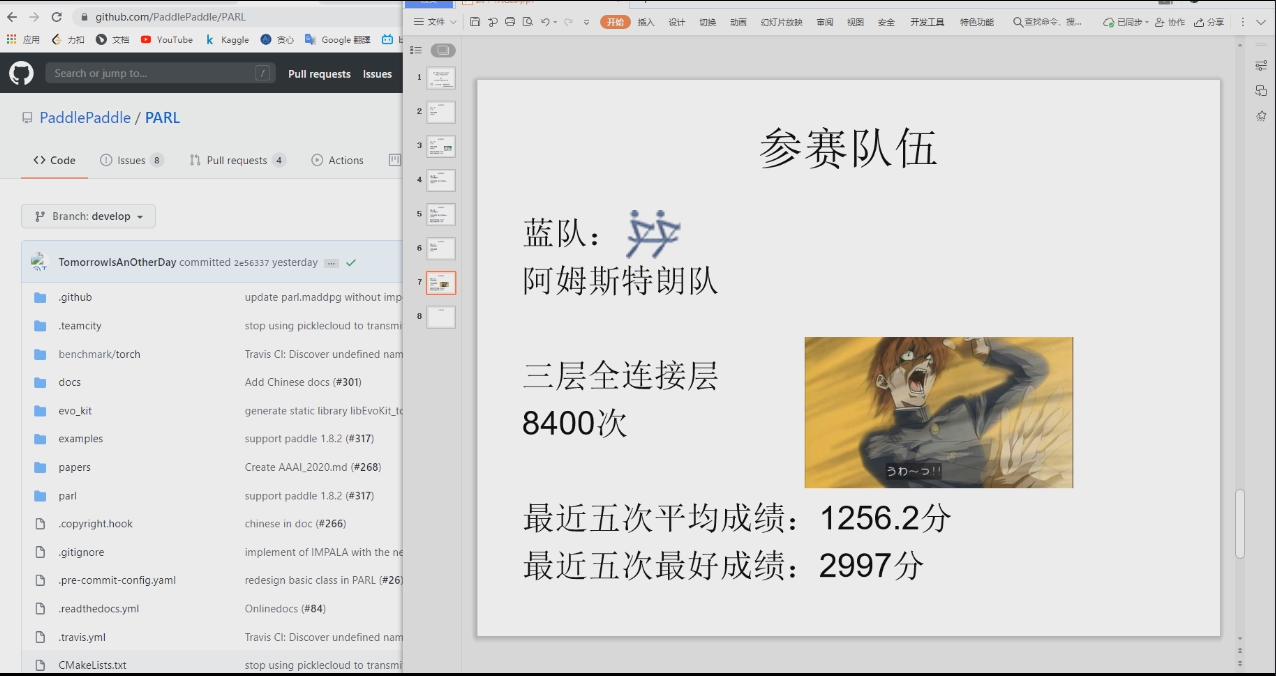 github.com/PaddlePaddle/PARL
应用
力扣
文档
YouTube
Kaggle
贪心
Google 翻譯
Search or jump to...
/
Pull requests
Issues
PaddlePaddle / PARL
Code
Issues 8
Pull requests 4
Actions
Branch: develop
TomorrowIsAnOtherDay committed 2e56337 yesterday ...
.github
update parl.maddpg without imp
.teamcity
stop using picklecloud to transmi
benchmark/torch
Travis CI: Discover undefined nam
docs
Add Chinese docs (#301)
evo_kit
generate static library libEvoKit_to
examples
support paddle 1.8.2 (#317)
papers
Create AAAI_2020.md (#268)
parl
support paddle 1.8.2 (#317)
.copyright.hook
chinese in doc (#266)
.gitignore
implement of IMPALA with the ne
.pre-commit-config.yaml
redesign basic class in PARL (#26)
.readthedocs.yml
Onlinedocs (#84)
.travis.yml
Travis CI: Discover undefined nam
CMakeLists.txt
stop using picklecloud to transmi
文件
开始
插入
设计
切换
动画
幻灯片放映
审阅
视图
安全
开发工具
特色功能
查找命令、搜...
已同步
协作
分享
1
2
3
4
5
6
7
8
参赛队伍
蓝队：
阿姆斯特朗队
三层全连接层
8400次
うわ～っ!!
最近五次平均成绩：1256.2分
最近五次最好成绩：2997分